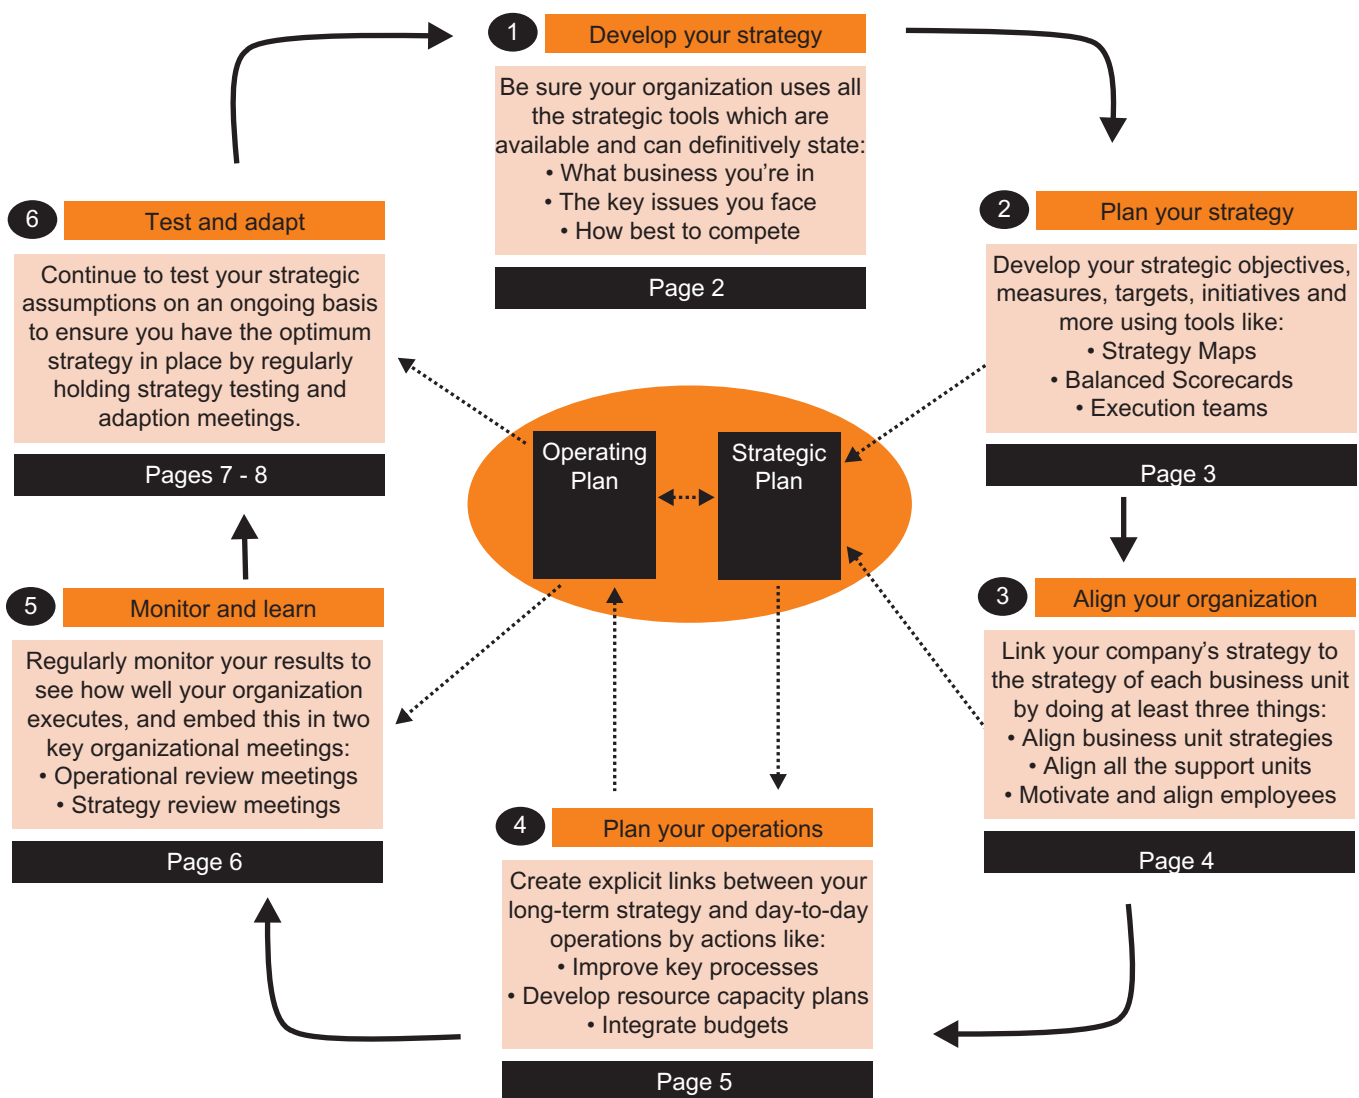 1
Develop your strategy
Be sure your organization uses all
the strategic tools which are
available and can definitively state:
• What business you're in
• The key issues you face
• How best to compete
Page 2
2
Plan your strategy
Develop your strategic objectives,
measures, targets, initiatives and
more using tools like:
• Strategy Maps
• Balanced Scorecards
• Execution teams
Page 3
3
Align your organization
Link your company’s strategy to
the strategy of each business unit
by doing at least three things:
• Align business unit strategies
• Align all the support units
• Motivate and align employees
Page 4
4
Plan your operations
Create explicit links between your
long-term strategy and day-to-day
operations by actions like:
• Improve key processes
• Develop resource capacity plans
• Integrate budgets
Page 5
5
Monitor and learn
Regularly monitor your results to
see how well your organization
executes, and embed this in two
key organizational meetings:
• Operational review meetings
• Strategy review meetings
Page 6
6
Test and adapt
Continue to test your strategic
assumptions on an ongoing basis
to ensure you have the optimum
strategy in place by regularly
holding strategy testing and
adaption meetings.
Pages 7 - 8
Operating
Plan
Strategic
Plan